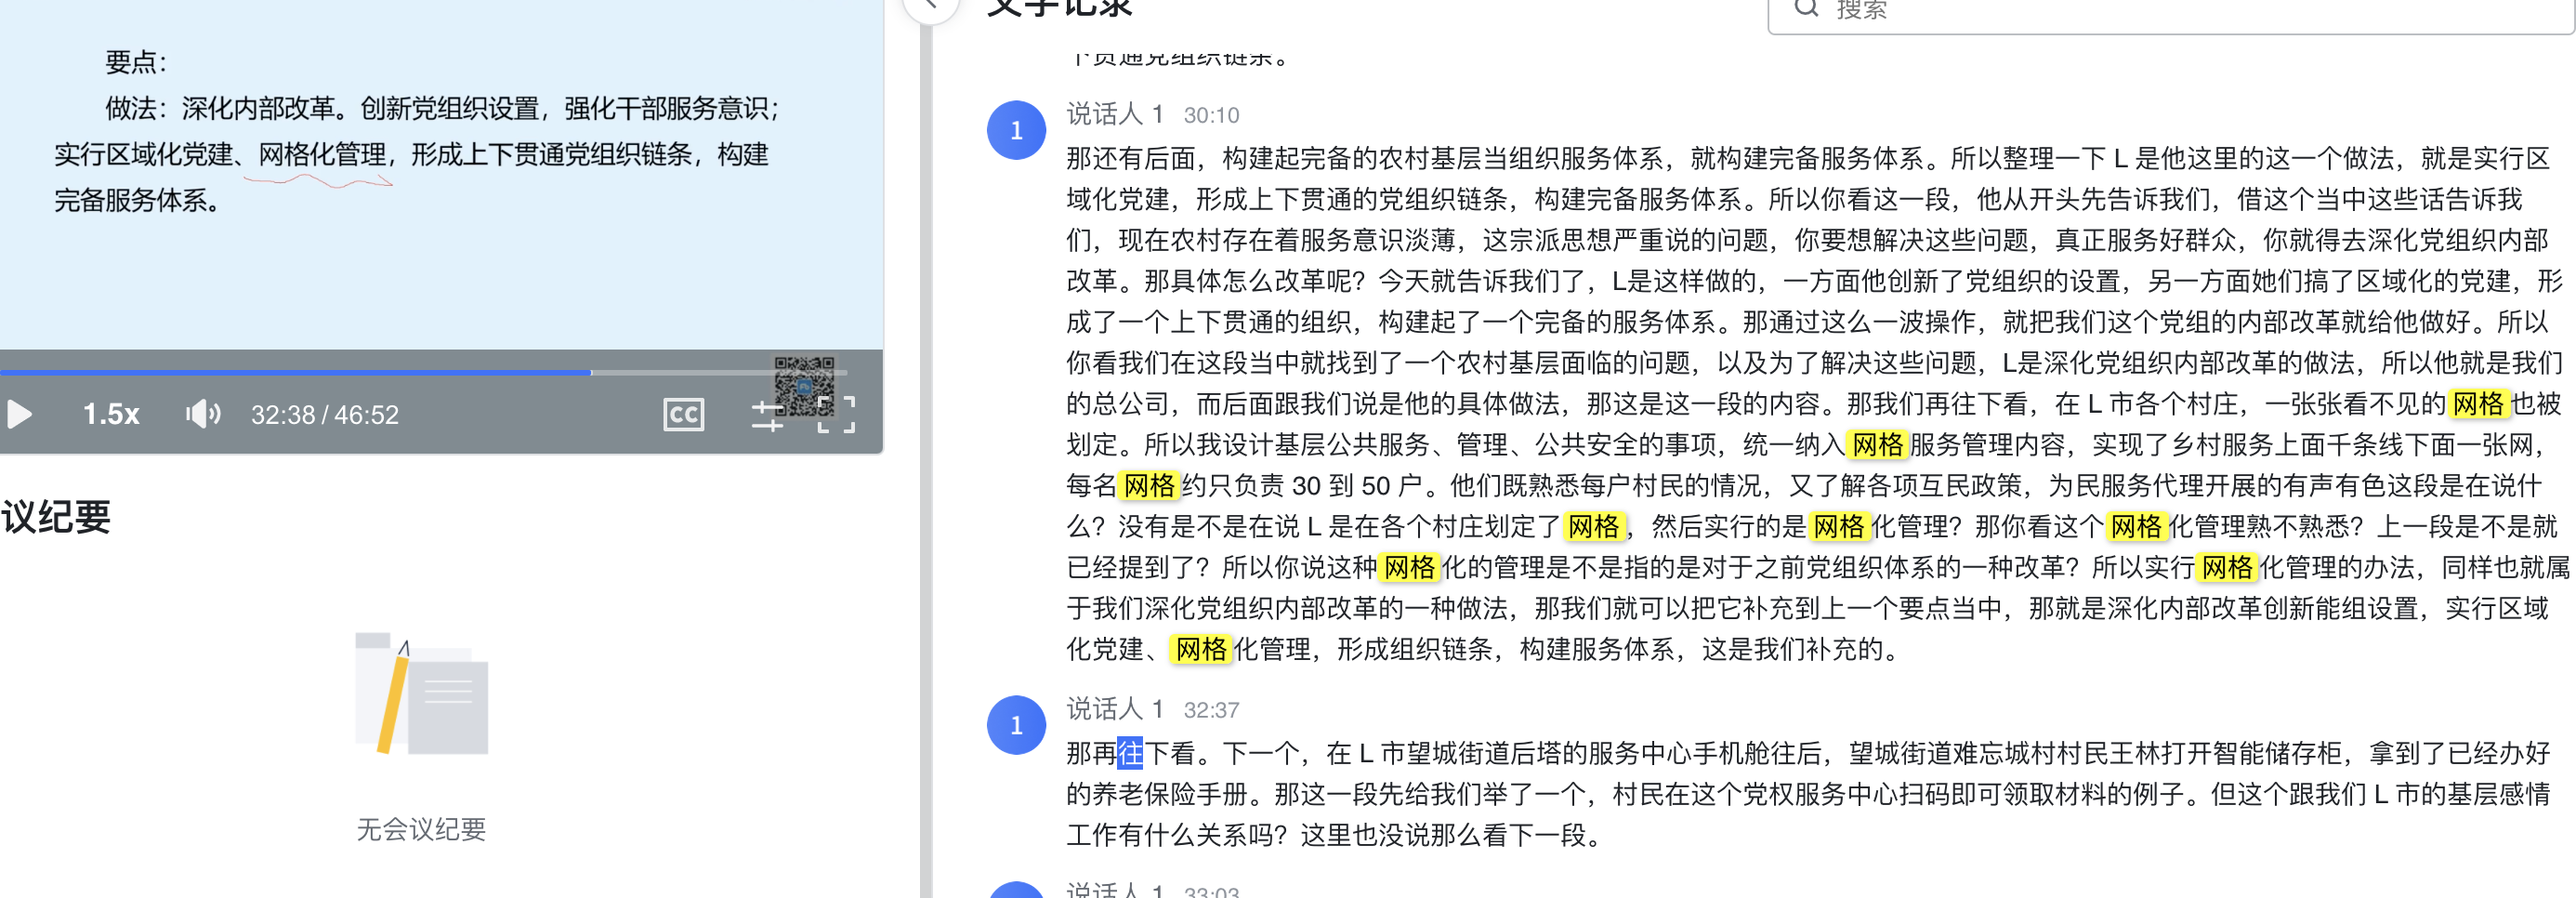 要点：
做法：深化内部改革。创新党组织设置，强化干部服务意识；
实行区域化党建、网格化管理，形成上下贯通党组织链条，构建
完备服务体系。
1.5x
32:38 / 46:52
CC
议纪要
无会议纪要
文字记录
搜索
下贯通党组织链条。
1
说话人 1 30:10
那还有后面，构建起完备的农村基层当组织服务体系，就构建完备服务体系。所以整理一下 L 是他这里的这一个做法，就是实行区
域化党建，形成上下贯通的党组织链条，构建完备服务体系。所以你看这一段，他从开头先告诉我们，借这个当中这些话告诉我
们，现在农村存在着服务意识淡薄，这宗派思想严重说的问题，你要想解决这些问题，真正服务好群众，你就得去深化党组织内部
改革。那具体怎么改革呢？今天就告诉我们了，L是这样做的，一方面他创新了党组织的设置，另一方面她们搞了区域化的党建，形
成了一个上下贯通的组织，构建起了一个完备的服务体系。那通过这么一波操作，就把我们这个党组的内部改革就给他做好。所以
你看我们在这段当中就找到了一个农村基层面临的问题，以及为了解决这些问题，L是深化党组织内部改革的做法，所以他就是我们
的总公司，而后面跟我们说是他的具体做法，那这是这一段的内容。那我们再往下看，在 L 市各个村庄，一张张看不见的网格也被
划定。所以我设计基层公共服务、管理、公共安全的事项，统一纳入网格服务管理内容，实现了乡村服务上面千条线下面一张网，
每名网格约只负责 30 到 50 户。他们既熟悉每户村民的情况，又了解各项互民政策，为民服务代理开展的有声有色这段是在说什
么？没有是不是在说 L 是在各个村庄划定了网格，然后实行的是网格化管理？那你看这个网格化管理熟不熟悉？上一段是不是就
已经提到了？所以你说这种网格化的管理是不是指的是对于之前党组织体系的一种改革？所以实行网格化管理的办法，同样也就属
于我们深化党组织内部改革的一种做法，那我们就可以把它补充到上一个要点当中，那就是深化内部改革创新能组设置，实行区域
化党建、网格化管理，形成组织链条，构建服务体系，这是我们补充的。
1
说话人 1 32:37
那再往下看。下一个，在 L 市望城街道后塔的服务中心手机舱往后，望城街道难忘城村村民王林打开智能储存柜，拿到了已经办好
的养老保险手册。那这一段先给我们举了一个，村民在这个党权服务中心扫码即可领取材料的例子。但这个跟我们 L 市的基层感情
工作有什么关系吗？这里也没说那么看下一段。
说话人 1 33:03